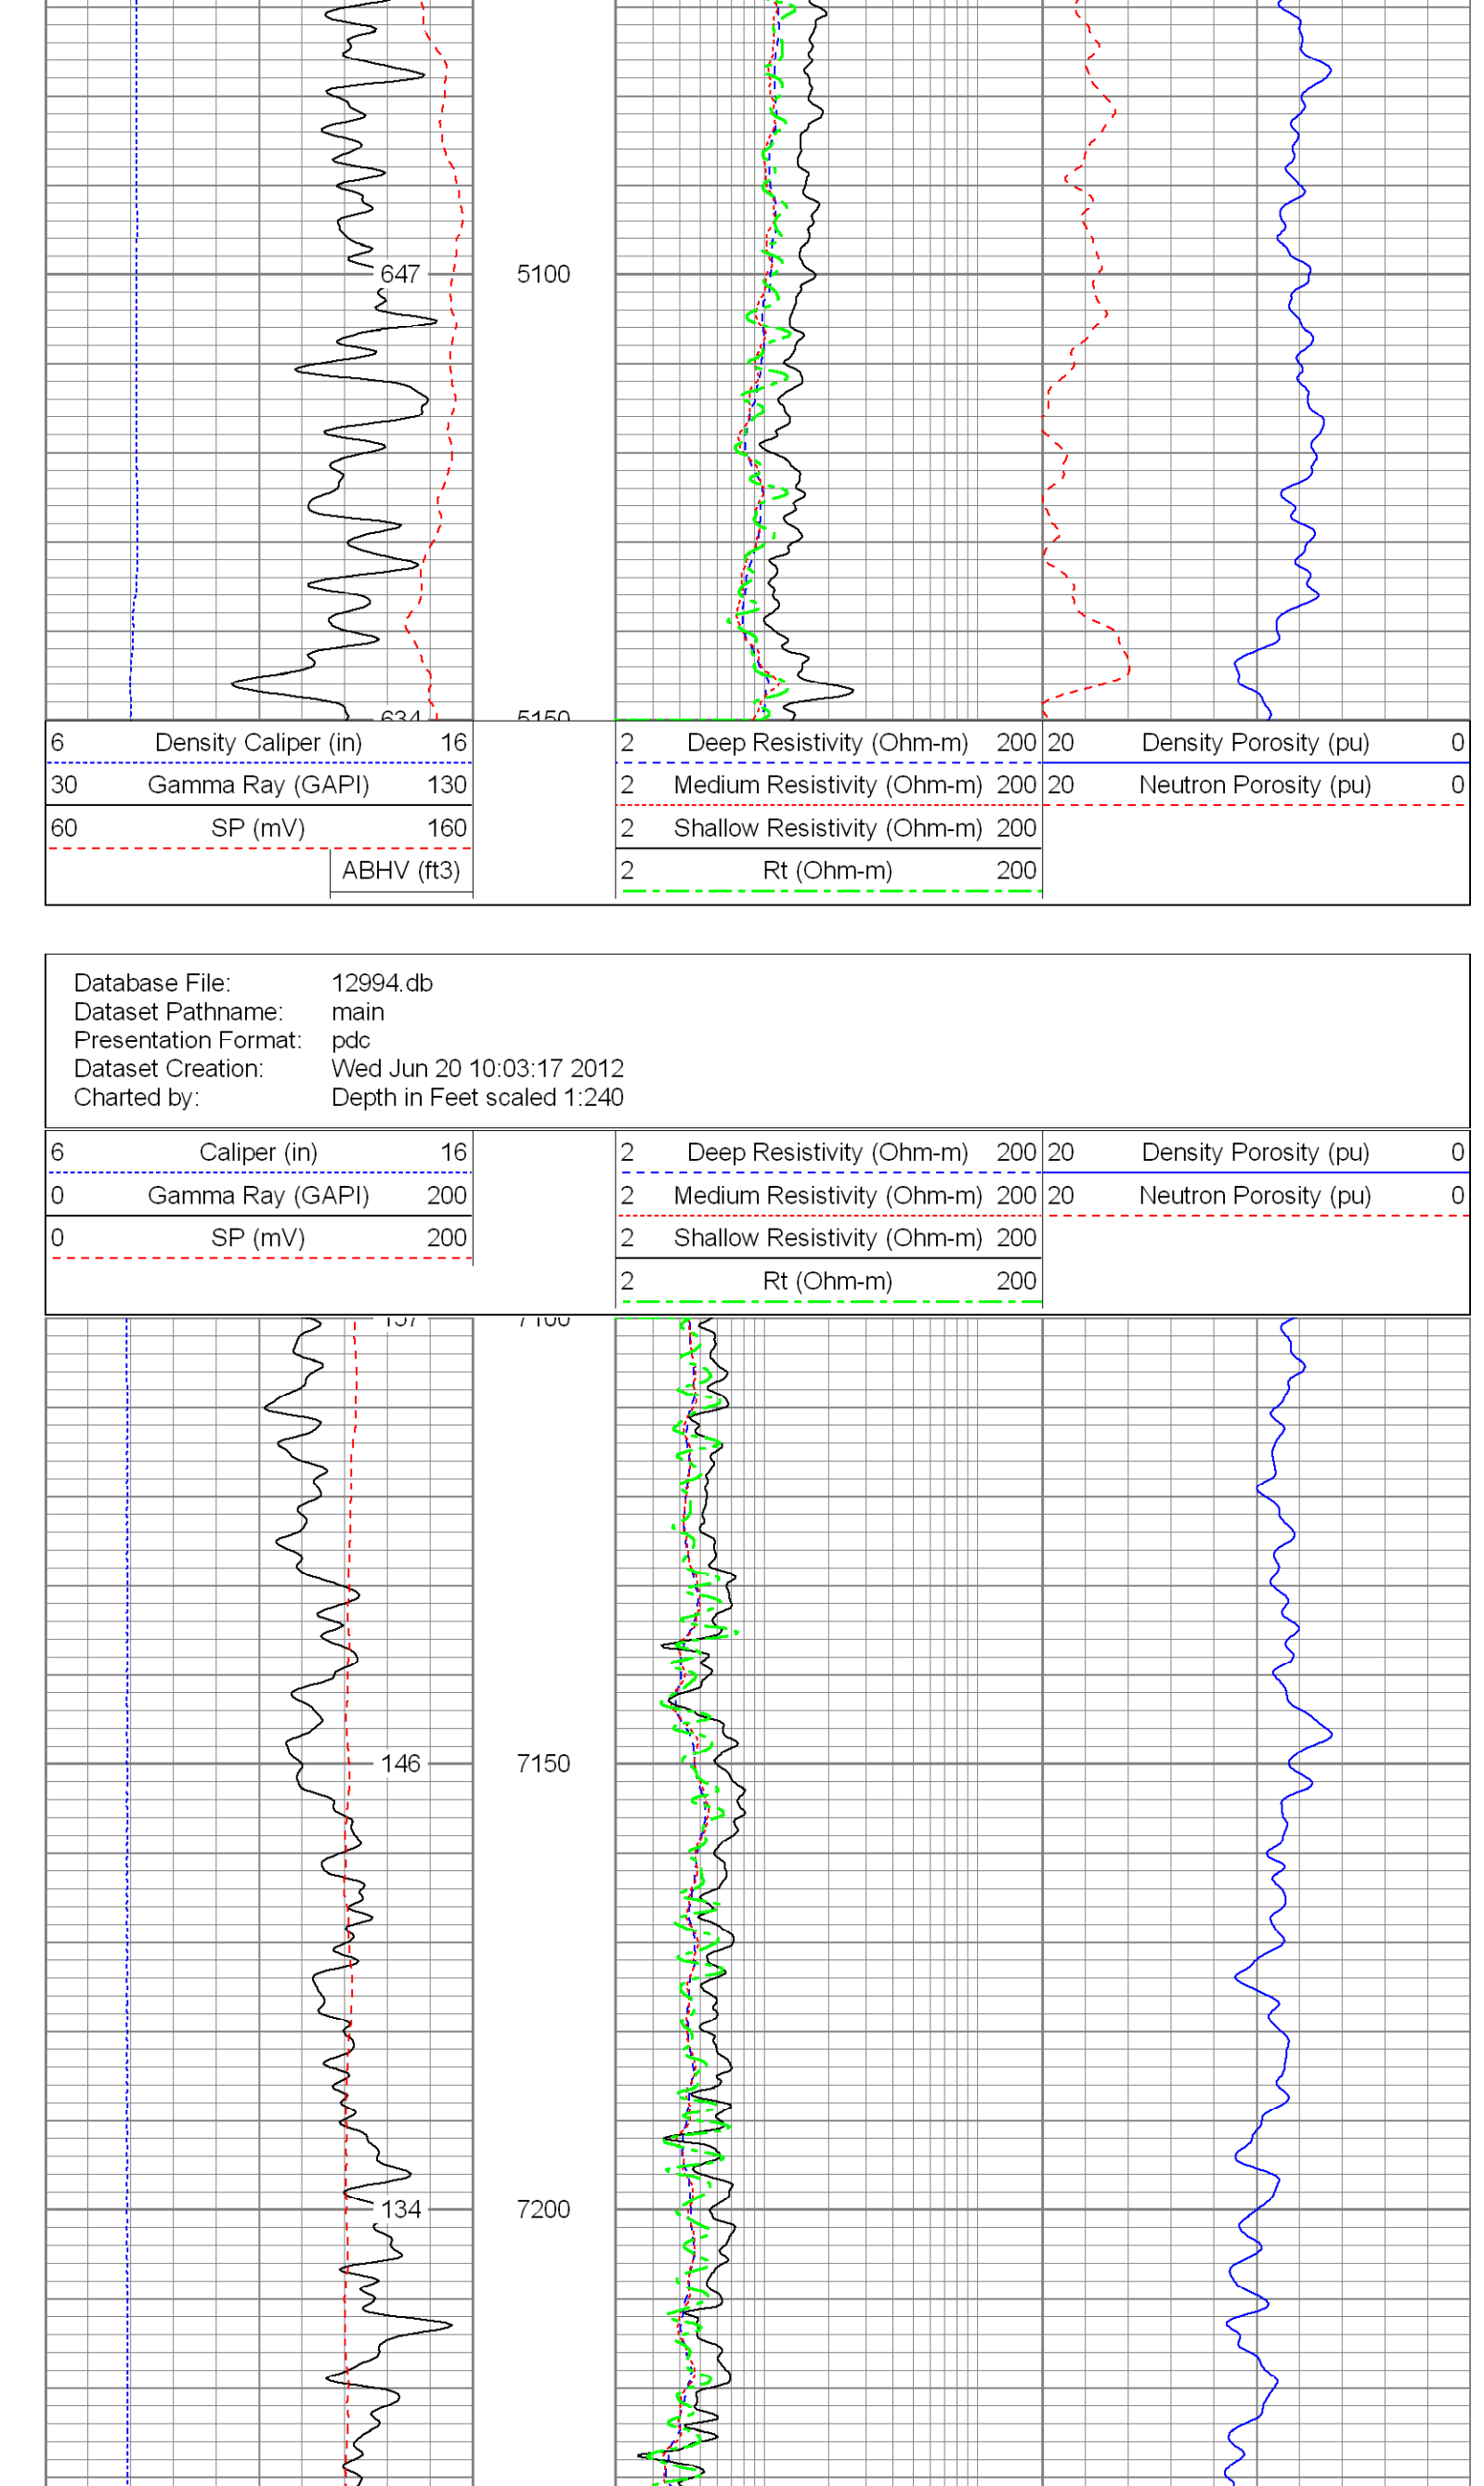 647 5100
634 5150
6 Density Caliper (in) 16 2 Deep Resistivity (Ohm-m) 200 20 Density Porosity (pu) 0
30 Gamma Ray (GAPI) 130 2 Medium Resistivity (Ohm-m) 200 20 Neutron Porosity (pu) 0
60 SP (mV) 160 2 Shallow Resistivity (Ohm-m) 200
ABHV (ft3) 2 Rt (Ohm-m) 200
Database File: 12994.db
Dataset Pathname: main
Presentation Format: pdc
Dataset Creation: Wed Jun 20 10:03:17 2012
Charted by: Depth in Feet scaled 1:240
6 Caliper (in) 16 2 Deep Resistivity (Ohm-m) 200 20 Density Porosity (pu) 0
0 Gamma Ray (GAPI) 200 2 Medium Resistivity (Ohm-m) 200 20 Neutron Porosity (pu) 0
0 SP (mV) 200 2 Shallow Resistivity (Ohm-m) 200
2 Rt (Ohm-m) 200
157 7100
146 7150
134 7200